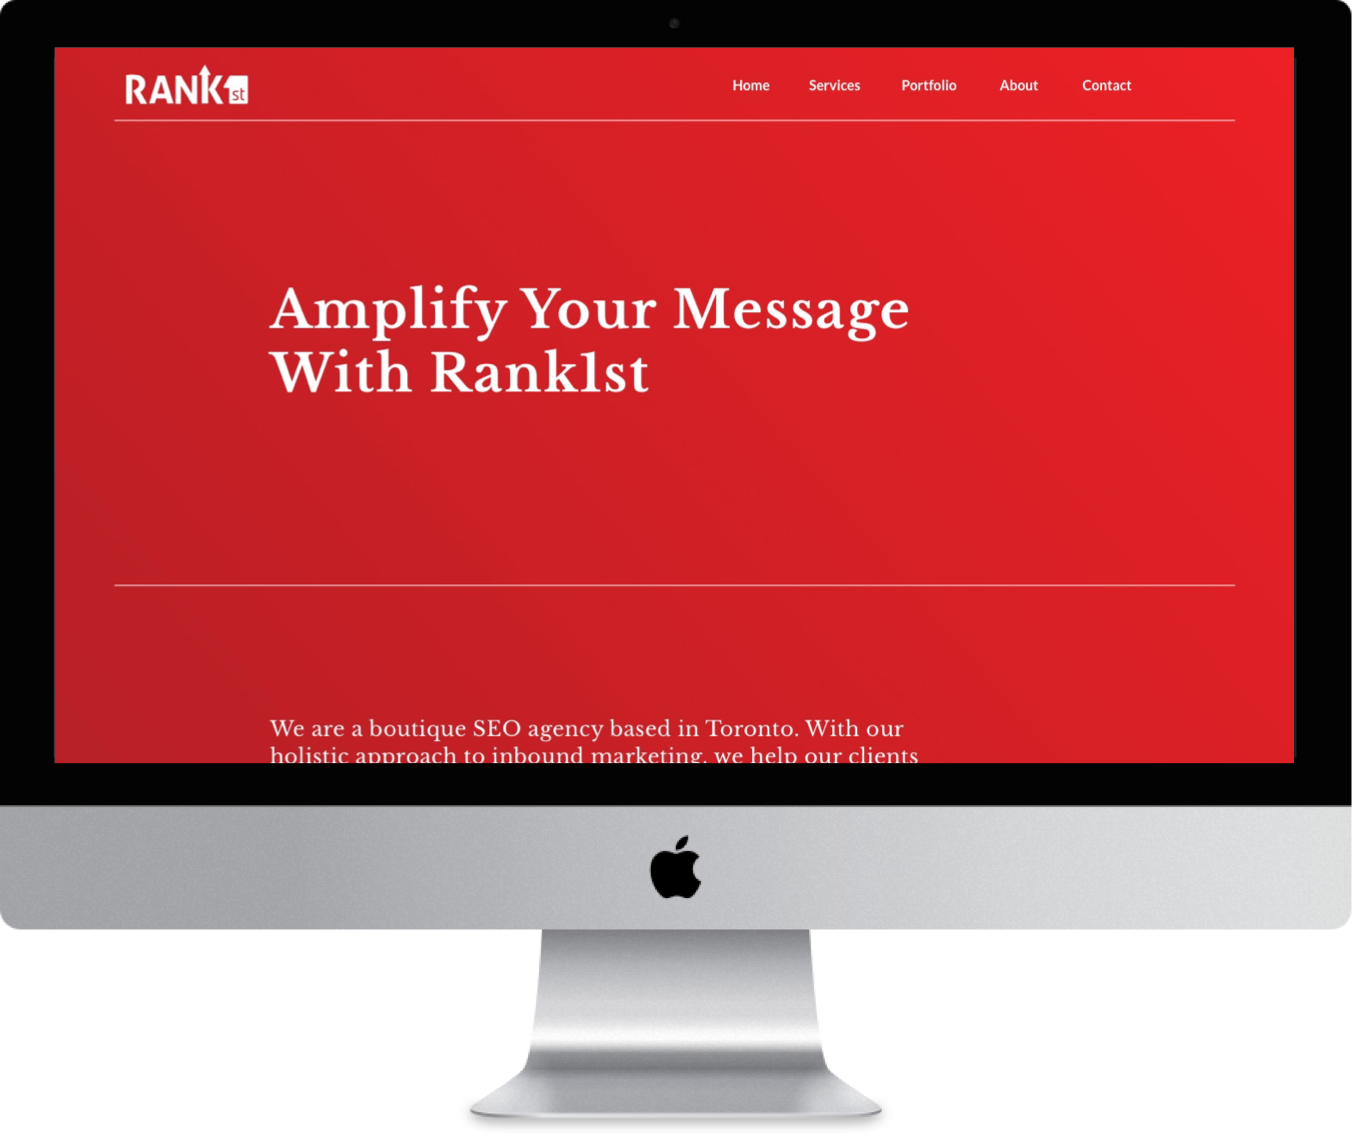 RANK1st
Home Services Portfolio About Contact
Amplify Your Message
With Rank1st
We are a boutique SEO agency based in Toronto. With our
holistic approach to inbound marketing, we help our clients